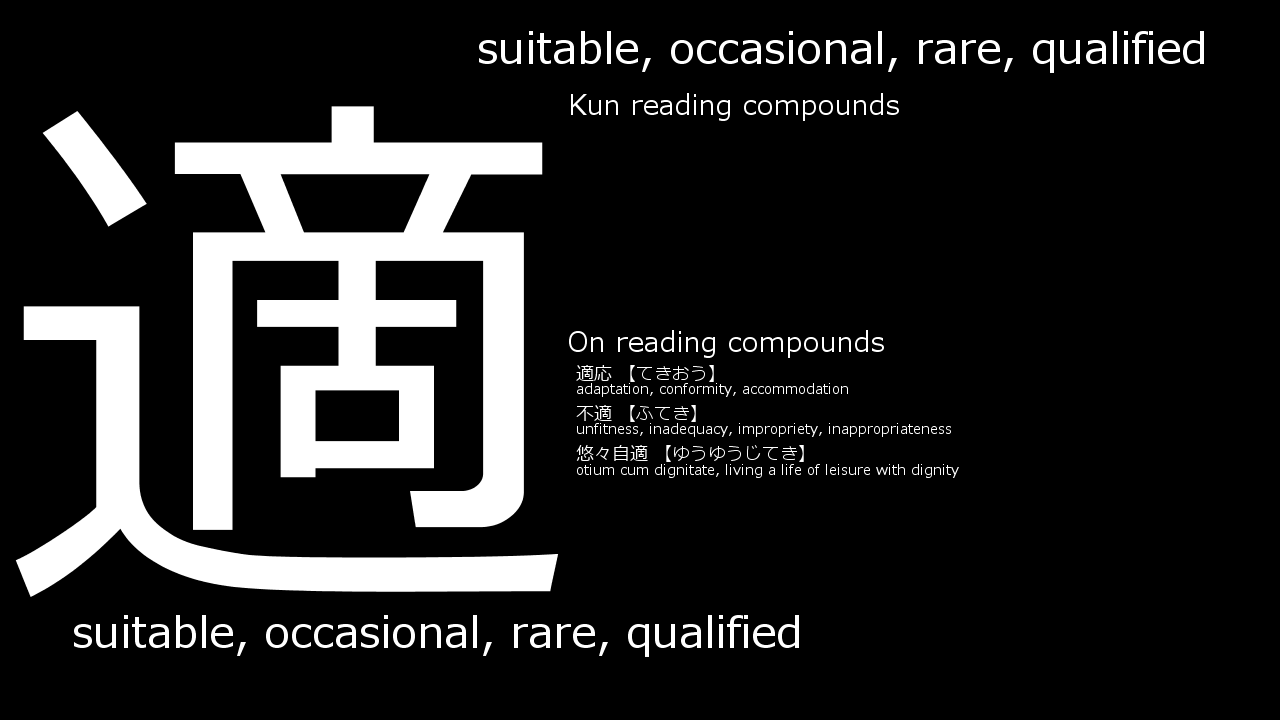 suitable, occasional, rare, qualified
Kun reading compounds
適
On reading compounds
適応 【てきおう】
adaptation, conformity, accommodation
不適 【ふてき】
unfitness, inadequacy, impropriety, inappropriateness
悠々自適 【ゆうゆうじてき】
otium cum dignitate, living a life of leisure with dignity
suitable, occasional, rare, qualified